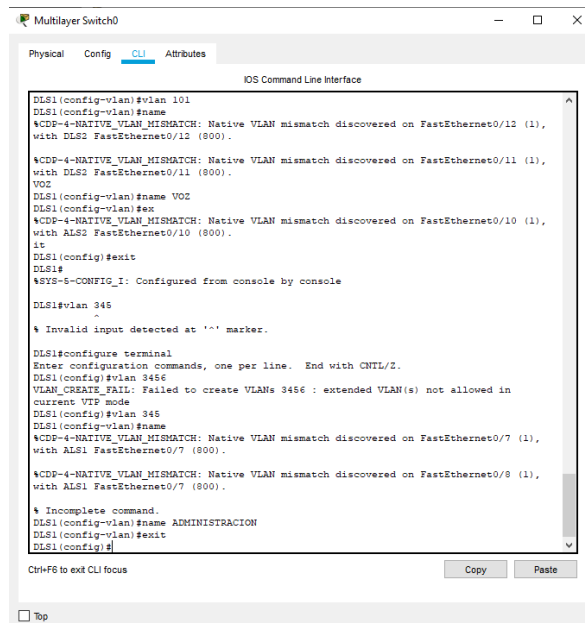 Multilayer Switch0
Physical Config CLI Attributes
IOS Command Line Interface
DLS1(config-vlan)#vlan 101
DLS1(config-vlan)#name
%CDP-4-NATIVE_VLAN_MISMATCH: Native VLAN mismatch discovered on FastEthernet0/12 (1),
with DLS2 FastEthernet0/12 (800).
%CDP-4-NATIVE_VLAN_MISMATCH: Native VLAN mismatch discovered on FastEthernet0/11 (1),
with DLS2 FastEthernet0/11 (800).
VOZ
DLS1(config-vlan)#name VOZ
DLS1(config-vlan)#ex
%CDP-4-NATIVE_VLAN_MISMATCH: Native VLAN mismatch discovered on FastEthernet0/10 (1),
with ALS2 FastEthernet0/10 (800).
it
DLS1(config)#exit
DLS1#
%SYS-5-CONFIG_I: Configured from console by console
DLS1#vlan 345
^
% Invalid input detected at '^' marker.
DLS1#configure terminal
Enter configuration commands, one per line. End with CNTL/Z.
DLS1(config)#vlan 3456
VLAN_CREATE_FAIL: Failed to create VLANs 3456 : extended VLAN(s) not allowed in
current VTP mode
DLS1(config)#vlan 345
DLS1(config-vlan)#name
%CDP-4-NATIVE_VLAN_MISMATCH: Native VLAN mismatch discovered on FastEthernet0/7 (1),
with ALS1 FastEthernet0/7 (800).
%CDP-4-NATIVE_VLAN_MISMATCH: Native VLAN mismatch discovered on FastEthernet0/8 (1),
with ALS1 FastEthernet0/7 (800).
% Incomplete command.
DLS1(config-vlan)#name ADMINISTRACION
DLS1(config-vlan)#exit
DLS1(config)#
Ctrl+F6 to exit CLI focus
Copy Paste
Top